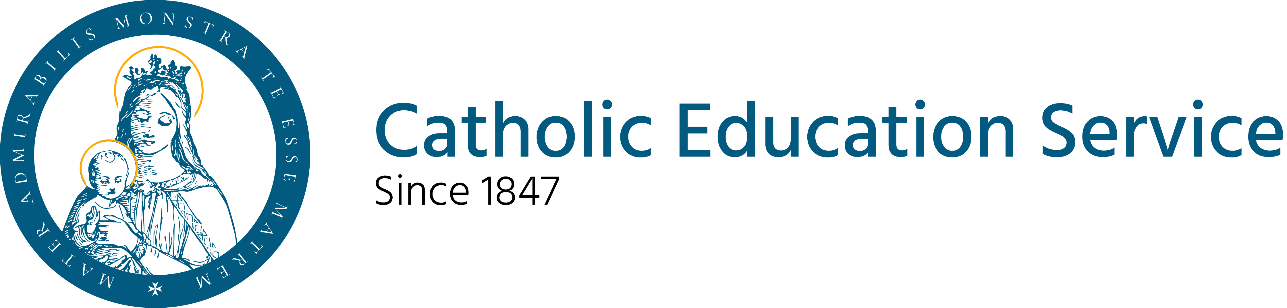 MATER ADMIRABILIS MONSTRA TE ESSE MATREM
Catholic Education Service
Since 1847